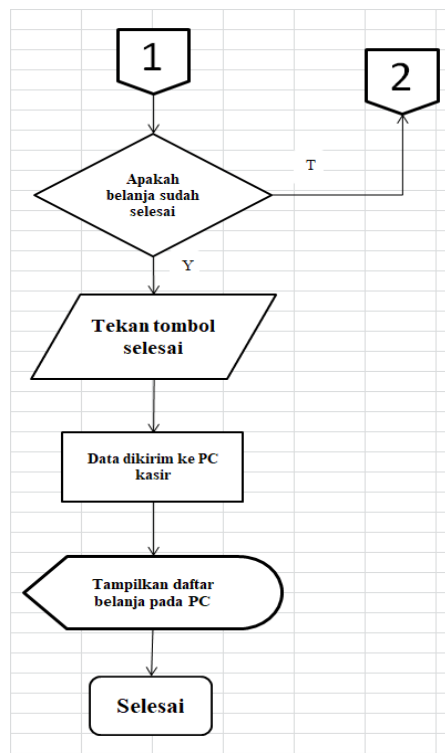 1
2
Apakah
belanja sudah
selesai
T
Y
Tekan tombol
selesai
Data dikirim ke PC
kasir
Tampilkan daftar
belanja pada PC
Selesai